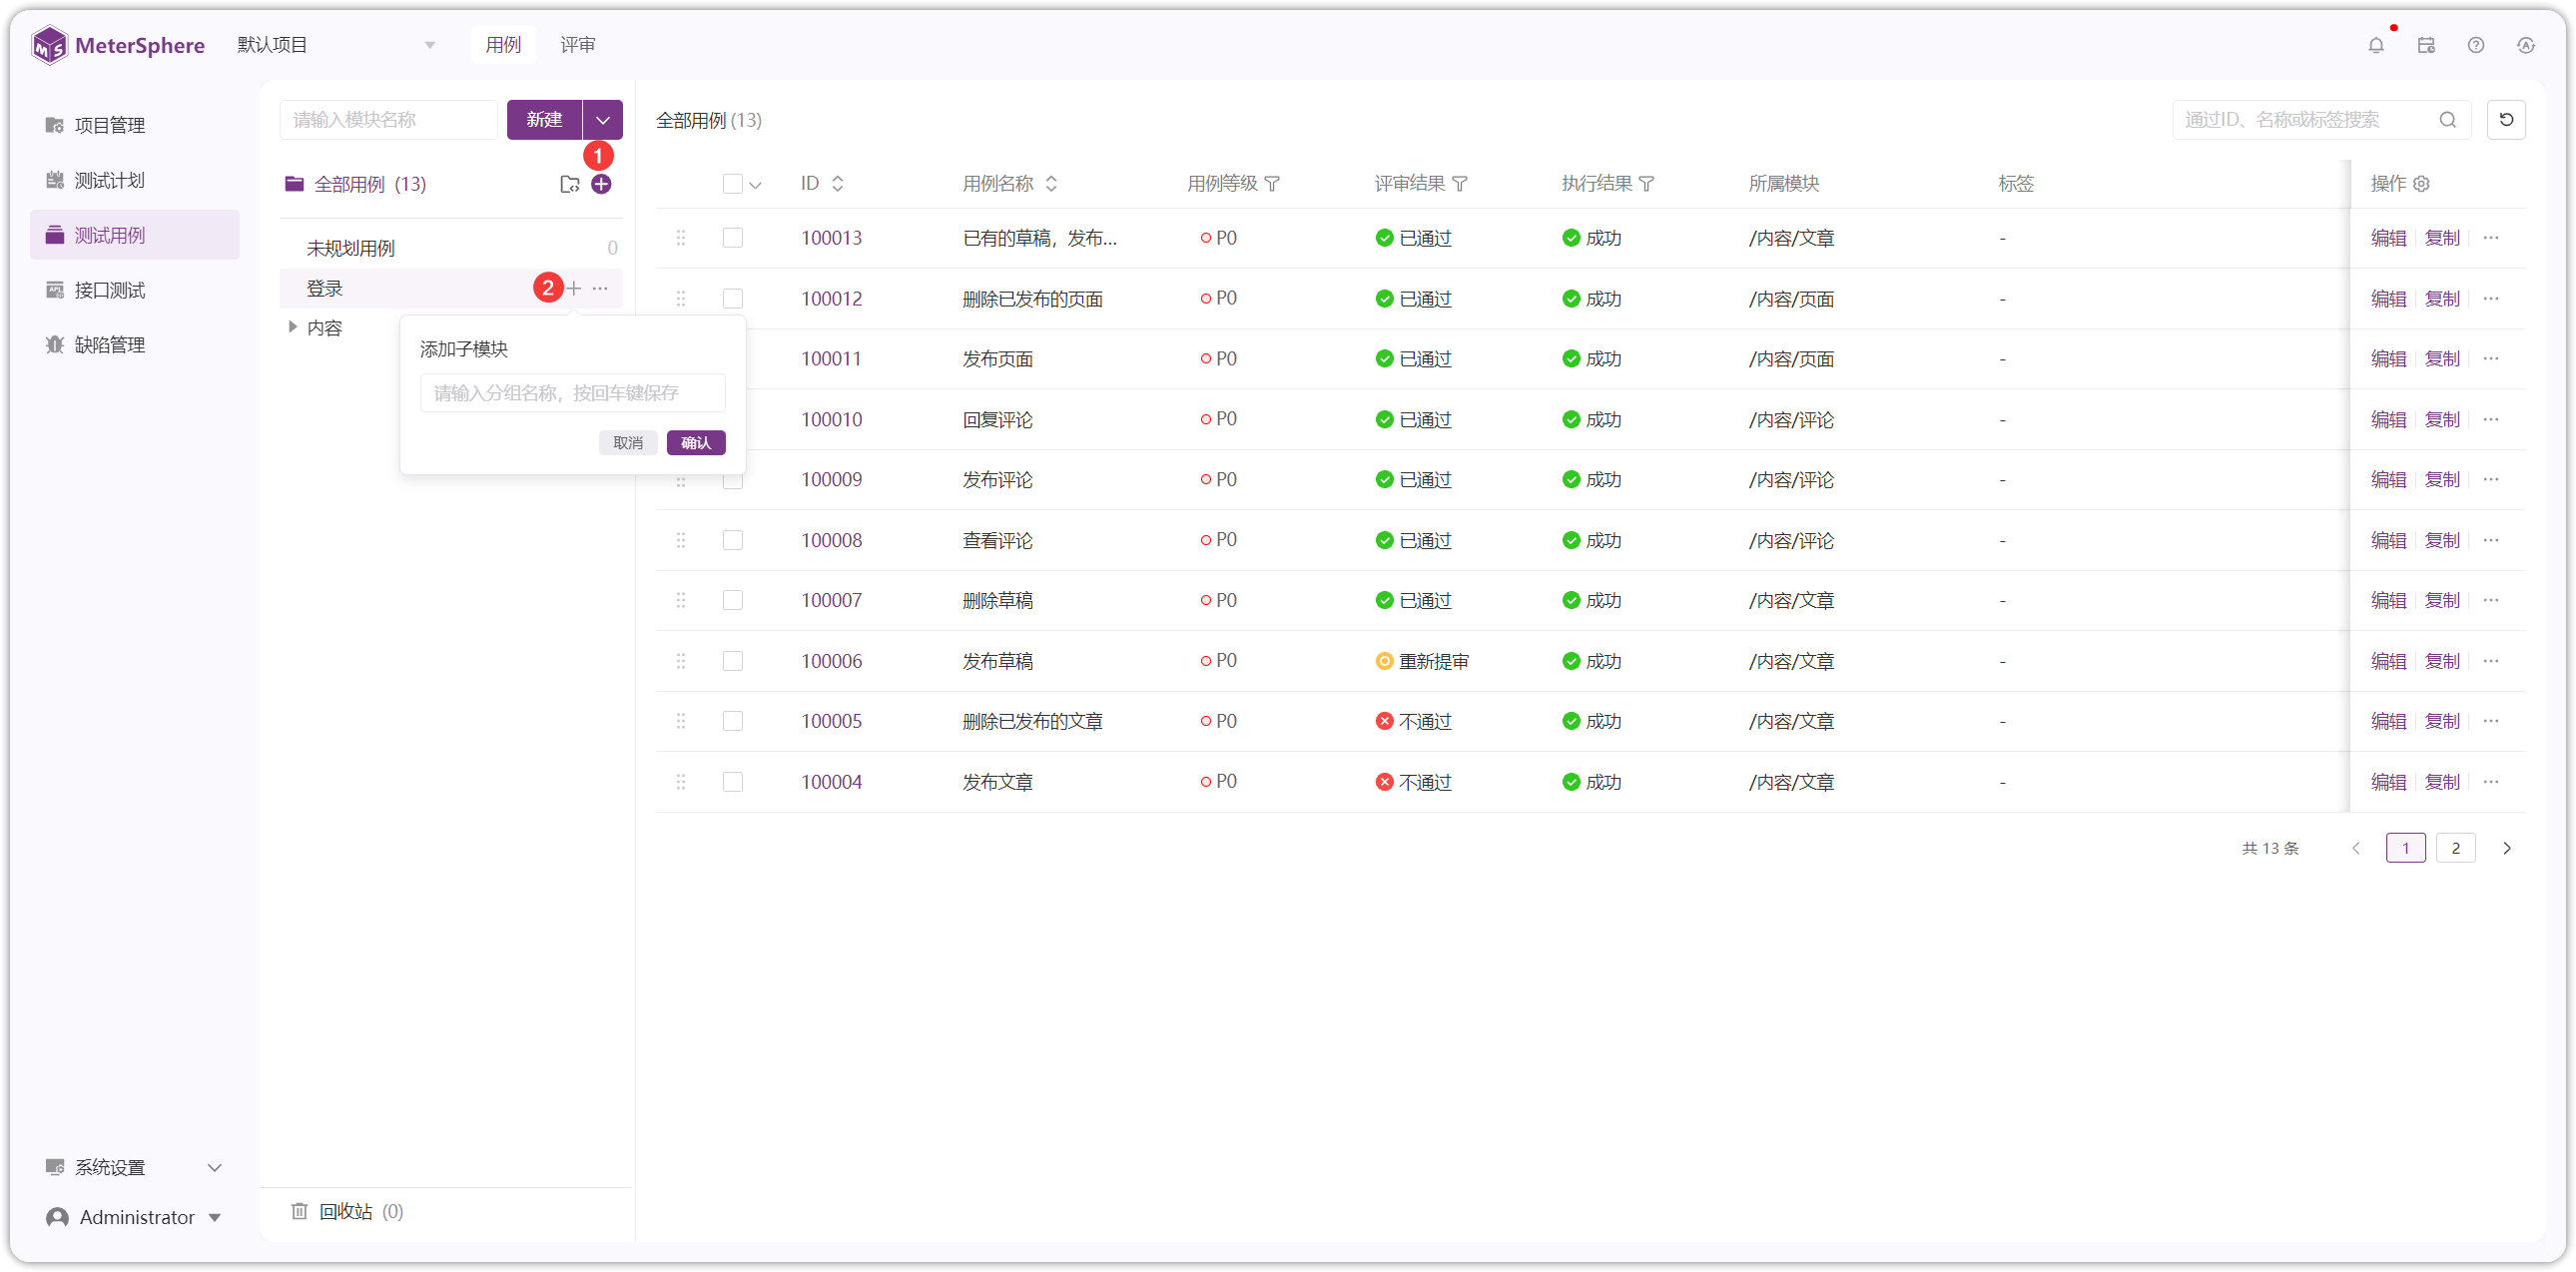 MeterSphere 默认项目 用例 评审
项目管理
测试计划
测试用例
接口测试
缺陷管理
系统设置
Administrator
请输入模块名称 新建
1
全部用例 (13)
未规划用例 0
登录 2
内容
添加子模块
请输入分组名称，按回车键保存
取消 确认
回收站 (0)
全部用例 (13) 通过ID、名称或标签搜索
ID 用例名称 用例等级 评审结果 执行结果 所属模块 标签 操作
100013 已有的草稿，发布... P0 已通过 成功 /内容/文章 - 编辑 复制 ...
100012 删除已发布的页面 P0 已通过 成功 /内容/页面 - 编辑 复制 ...
100011 发布页面 P0 已通过 成功 /内容/页面 - 编辑 复制 ...
100010 回复评论 P0 已通过 成功 /内容/评论 - 编辑 复制 ...
100009 发布评论 P0 已通过 成功 /内容/评论 - 编辑 复制 ...
100008 查看评论 P0 已通过 成功 /内容/评论 - 编辑 复制 ...
100007 删除草稿 P0 已通过 成功 /内容/文章 - 编辑 复制 ...
100006 发布草稿 P0 重新提审 成功 /内容/文章 - 编辑 复制 ...
100005 删除已发布的文章 P0 不通过 成功 /内容/文章 - 编辑 复制 ...
100004 发布文章 P0 不通过 成功 /内容/文章 - 编辑 复制 ...
共 13 条 1 2